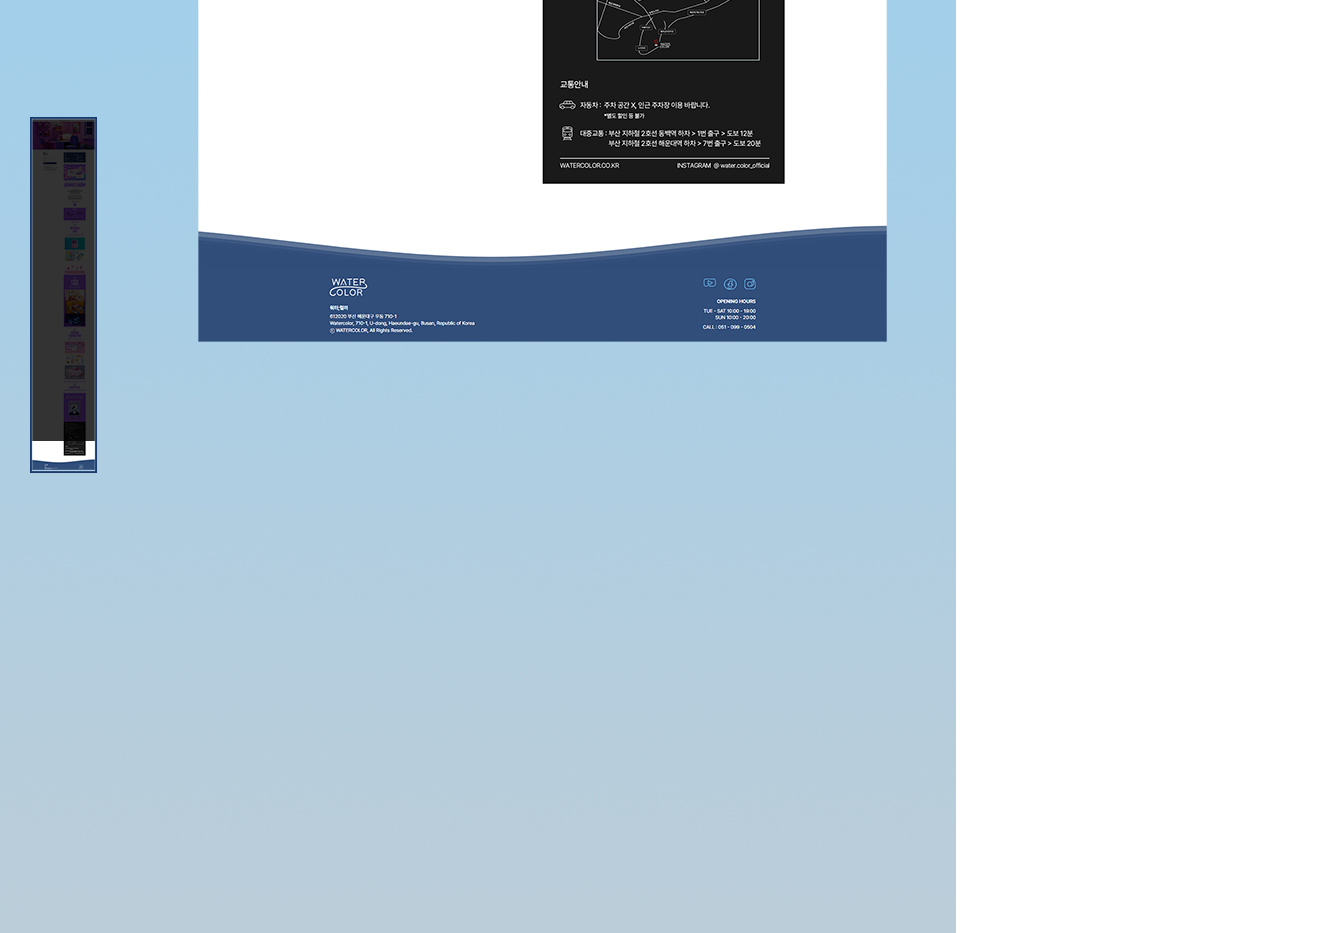 교통안내
자동차 : 주차 공간 X, 인근 주차장 이용 바랍니다.
*별도 할인 등 불가
대중교통 : 부산 지하철 2호선 동백역 하차 > 1번 출구 > 도보 12분
부산 지하철 2호선 해운대역 하차 > 7번 출구 > 도보 20분
WATERCOLOR.CO.KR
INSTAGRAM @ water.color_official
WATER
COLOR
워터;컬러
612020 부산 해운대구 우동 710-1
Watercolor, 710-1, U-dong, Haeundae-gu, Busan, Republic of Korea
ⓒ WATERCOLOR, All Rights Reserved.
OPENING HOURS
TUE - SAT 10:00 - 19:00
SUN 10:00 - 20:00
CALL : 051 - 099 - 0504